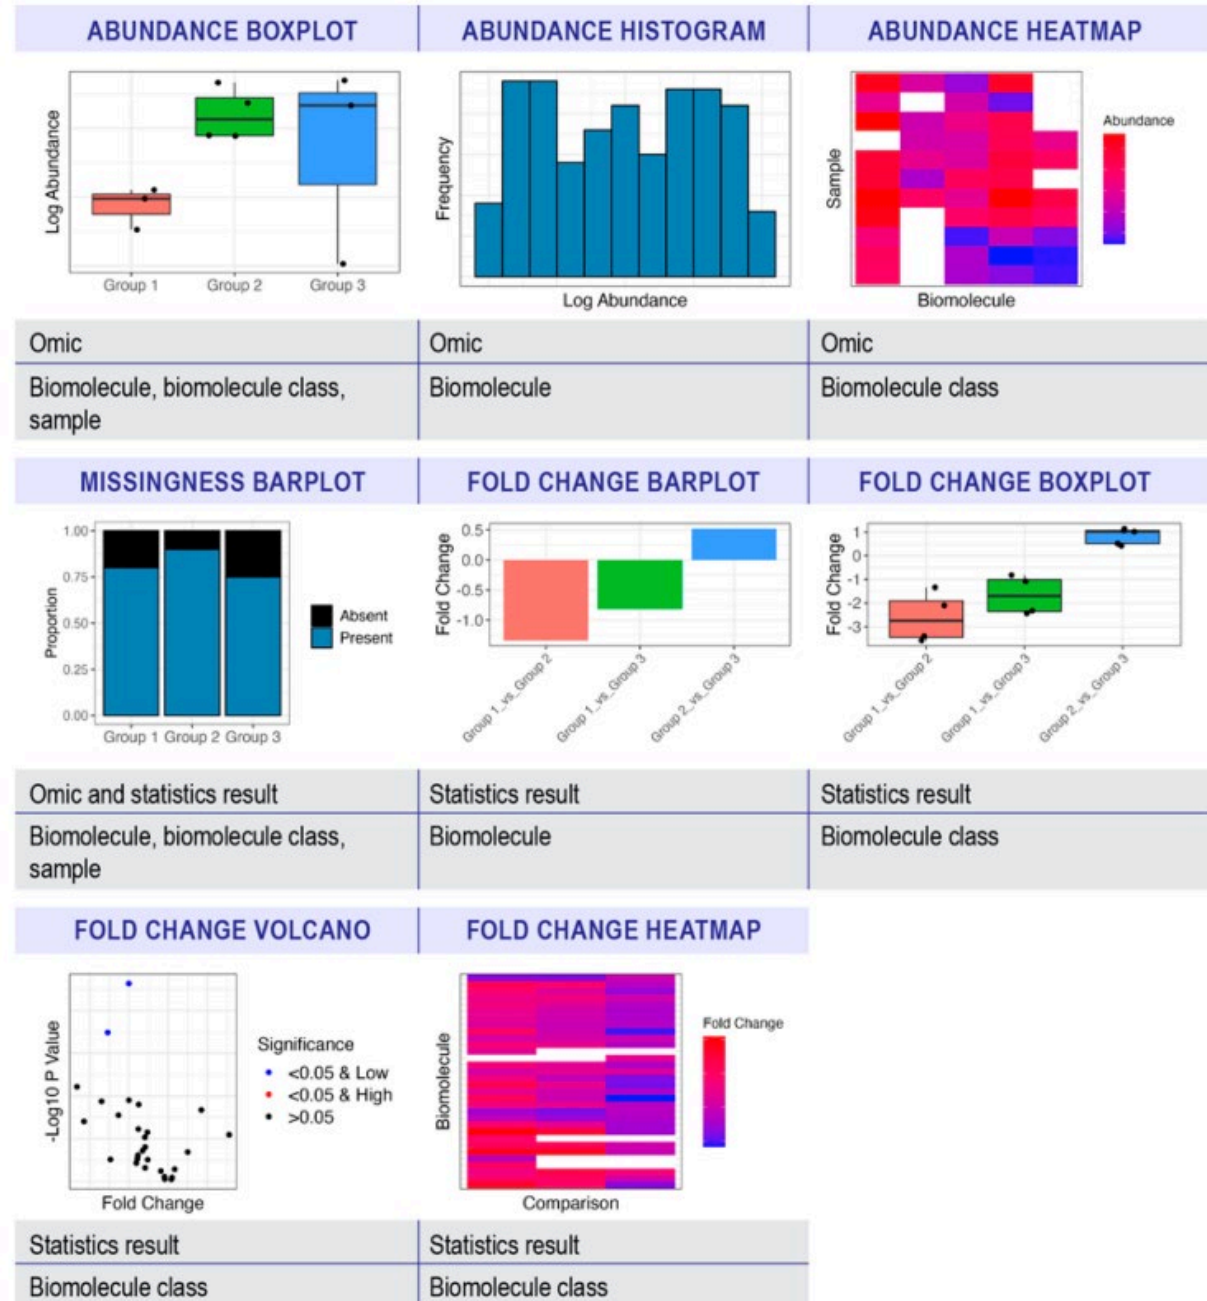 ABUNDANCE BOXPLOT
ABUNDANCE HISTOGRAM
ABUNDANCE HEATMAP
Log Abundance
Group 1
Group 2
Group 3
Frequency
Log Abundance
Sample
Biomolecule
Abundance
Omic
Omic
Omic
Biomolecule, biomolecule class,
sample
Biomolecule
Biomolecule class
MISSINGNESS BARPLOT
FOLD CHANGE BARPLOT
FOLD CHANGE BOXPLOT
Proportion
1.00
0.75
0.50
0.25
0.00
Group 1 Group 2 Group 3
Absent
Present
Fold Change
0.5
0.0
-0.5
-1.0
Group 1_vs_Group 2
Group 1_vs_Group 3
Group 2_vs_Group 3
Fold Change
1
0
-1
-2
-3
Group 1_vs_Group 2
Group 1_vs_Group 3
Group 2_vs_Group 3
Omic and statistics result
Statistics result
Statistics result
Biomolecule, biomolecule class,
sample
Biomolecule
Biomolecule class
FOLD CHANGE VOLCANO
FOLD CHANGE HEATMAP
-Log10 P Value
Fold Change
Significance
<0.05 & Low
<0.05 & High
>0.05
Biomolecule
Comparison
Fold Change
Statistics result
Statistics result
Biomolecule class
Biomolecule class